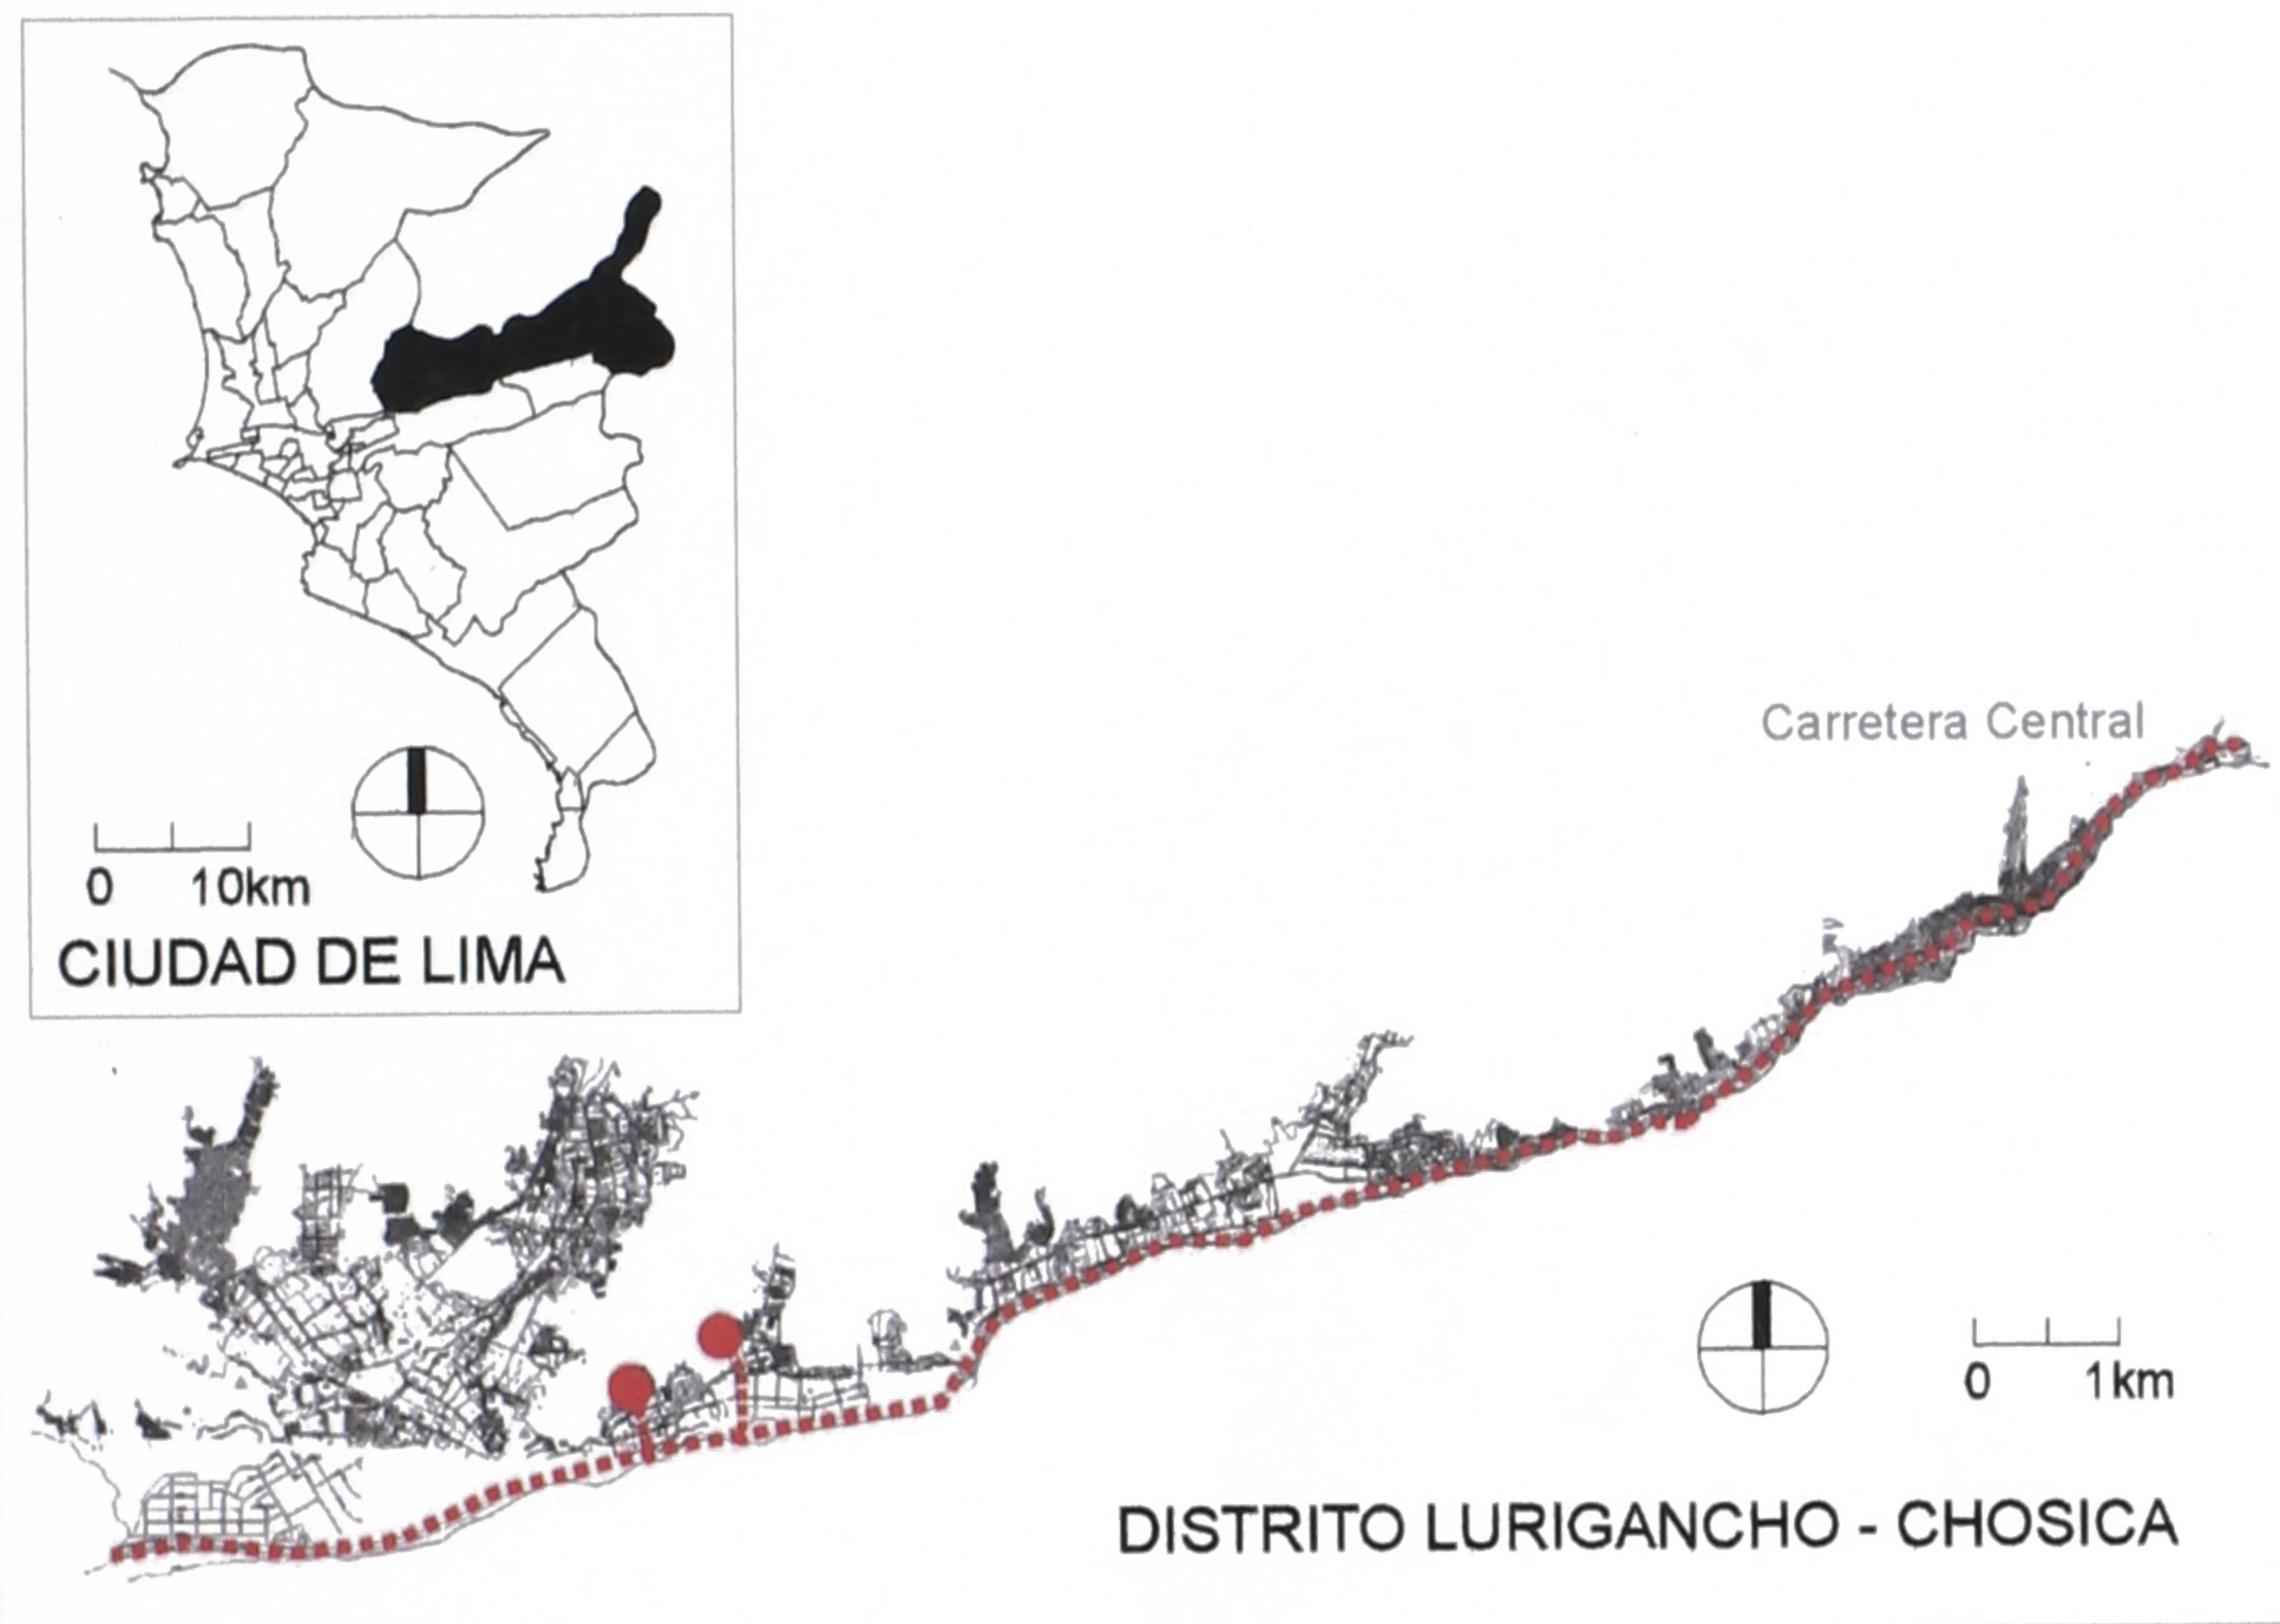 0 10km
CIUDAD DE LIMA
Carretera Central
0 1km
DISTRITO LURIGANCHO - CHOSICA